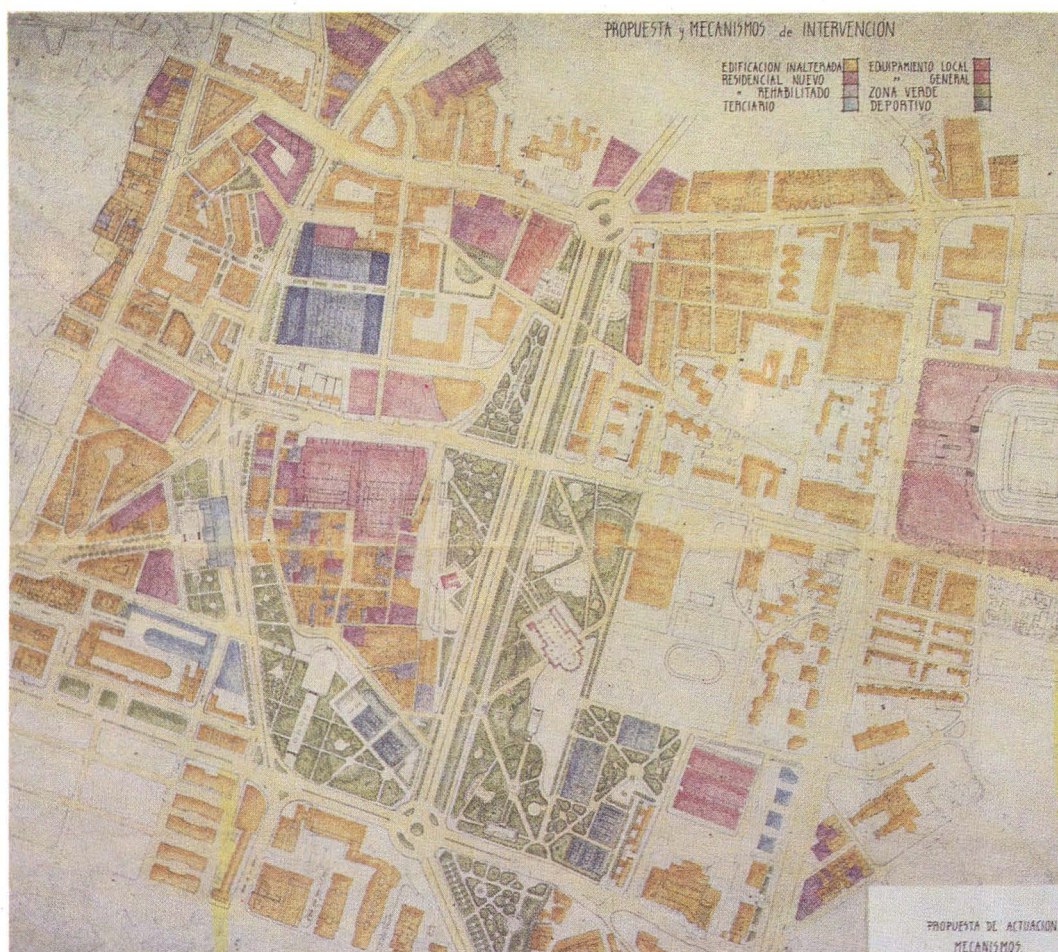 PROPUESTA y MECANISMOS de INTERVENCIÓN
EDIFICACION INALTERADA EQUIPAMIENTO LOCAL
RESIDENCIAL NUEVO " GENERAL
" REHABILITADO ZONA VERDE
TERCIARIO DEPORTIVO
PROPUESTA DE ACTUACION
MECANISMOS